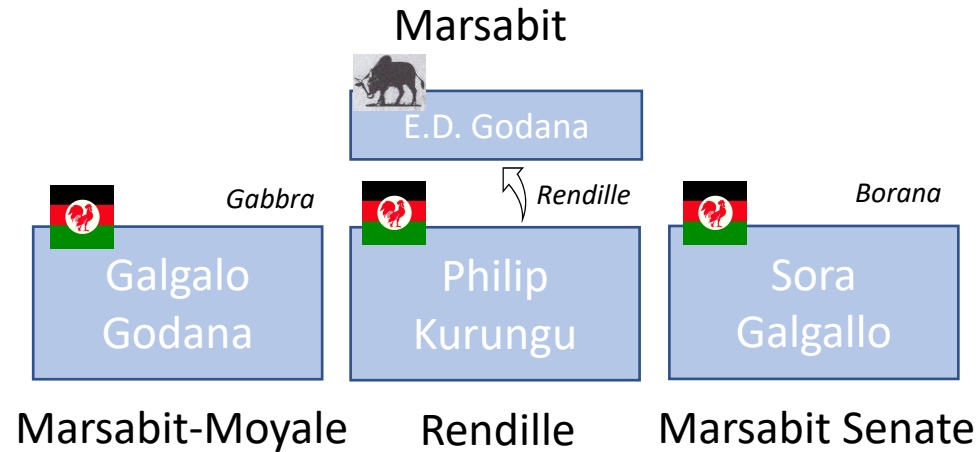 Marsabit
E.D. Godana
Gabbra
Rendille
Borana
Galgalo
Godana
Philip
Kurungu
Sora
Galgallo
Marsabit-Moyale
Rendille
Marsabit Senate